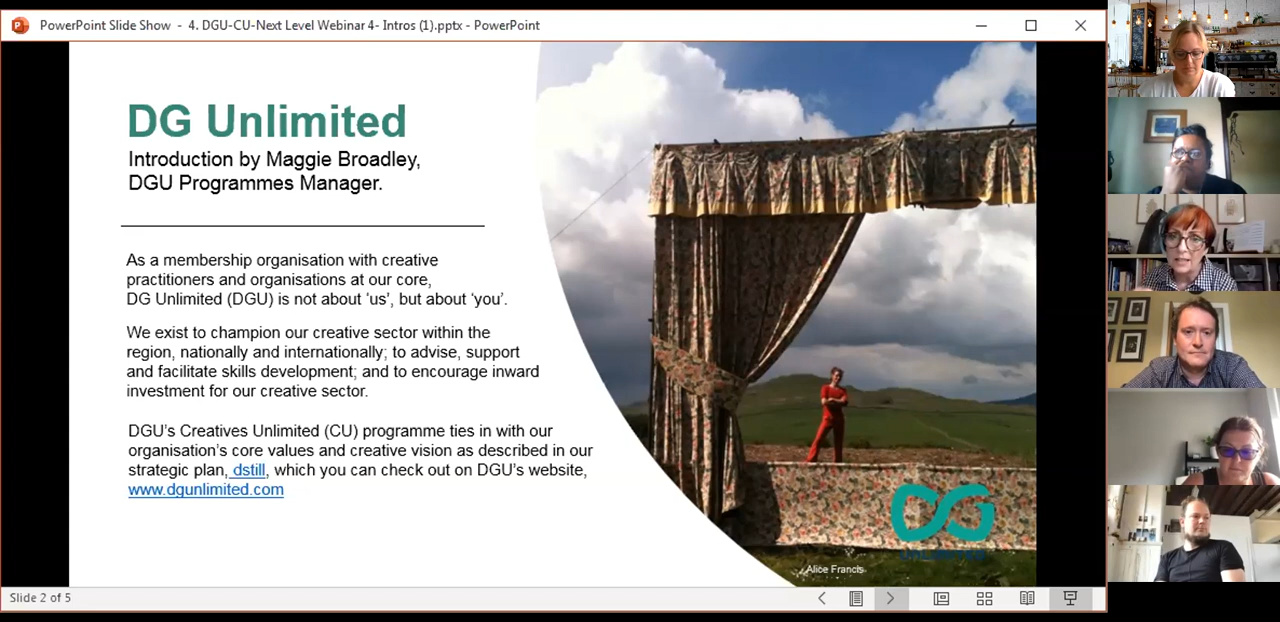 PowerPoint Slide Show - 4. DGU-CU-Next Level Webinar 4- Intros (1).pptx - PowerPoint
DG Unlimited
Introduction by Maggie Broadley,
DGU Programmes Manager.
As a membership organisation with creative
practitioners and organisations at our core,
DG Unlimited (DGU) is not about ‘us’, but about ‘you’.
We exist to champion our creative sector within the
region, nationally and internationally; to advise, support
and facilitate skills development; and to encourage inward
investment for our creative sector.
DGU’s Creatives Unlimited (CU) programme ties in with our
organisation’s core values and creative vision as described in our
strategic plan, dstill, which you can check out on DGU’s website,
www.dgunlimited.com
DG
UNLIMITED
Alice Francis
Slide 2 of 5